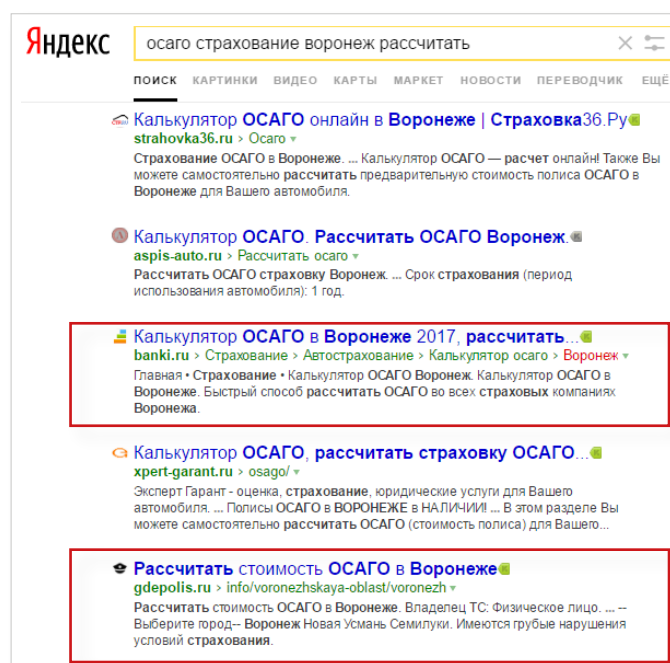 Яндекс
осаго страхование воронеж рассчитать
ПОИСК КАРТИНКИ ВИДЕО КАРТЫ МАРКЕТ НОВОСТИ ПЕРЕВОДЧИК ЕЩЁ
Калькулятор ОСАГО онлайн в Воронеже | Страховка36.Ру
strahovka36.ru › Осаго
Страхование ОСАГО в Воронеже. ... Калькулятор ОСАГО — расчет онлайн! Также Вы
можете самостоятельно рассчитать предварительную стоимость полиса ОСАГО в
Воронеже для Вашего автомобиля.
Калькулятор ОСАГО. Рассчитать ОСАГО Воронеж.
aspis-auto.ru › Рассчитать осаго
Рассчитать ОСАГО страховку Воронеж. ... Срок страхования (период
использования автомобиля): 1 год.
Калькулятор ОСАГО в Воронеже 2017, рассчитать...
banki.ru › Страхование › Автострахование › Калькулятор осаго › Воронеж
Главная • Страхование • Калькулятор ОСАГО Воронеж. Калькулятор ОСАГО в
Воронеже. Быстрый способ рассчитать ОСАГО во всех страховых компаниях
Воронежа.
Калькулятор ОСАГО, рассчитать страховку ОСАГО...
xpert-garant.ru › osago/
Эксперт Гарант - оценка, страхование, юридические услуги для Вашего
автомобиля. ... Полисы ОСАГО в ВОРОНЕЖЕ в НАЛИЧИИ! ... В этом разделе Вы
можете самостоятельно рассчитать ОСАГО (стоимость полиса) для Вашего...
Рассчитать стоимость ОСАГО в Воронеже
gdepolis.ru › info/voronezhskaya-oblast/voronezh
Рассчитать стоимость ОСАГО в Воронеже. Владелец ТС: Физическое лицо. ... --
Выберите город-- Воронеж Новая Усмань Семилуки. Имеются грубые нарушения
условий страхования.